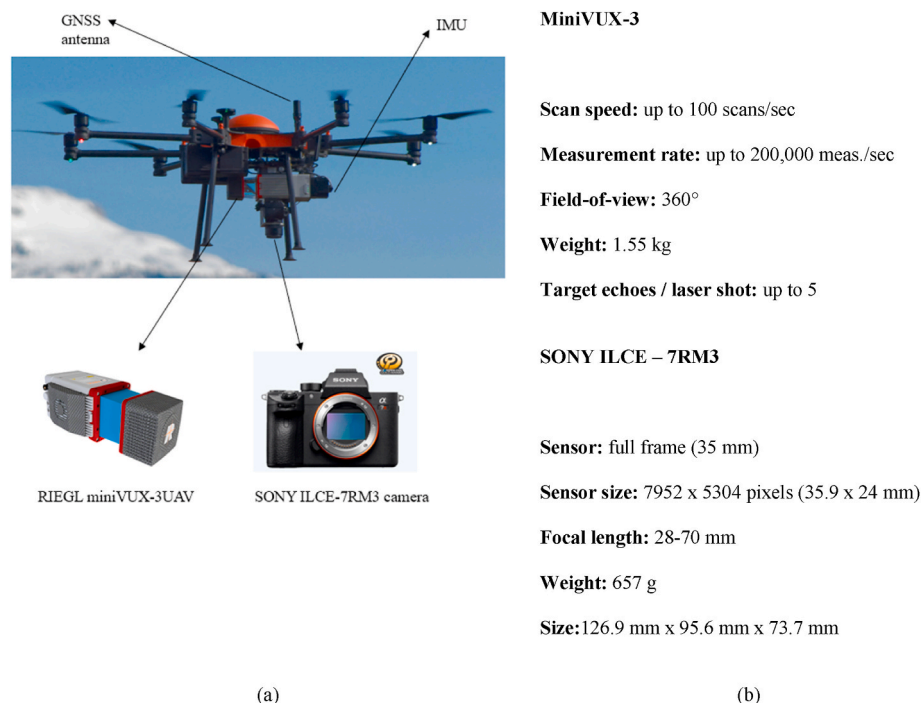 GNSS
antenna
IMU
RIEGL miniVUX-3UAV
SONY
α
SONY ILCE-7RM3 camera
(a)
MiniVUX-3
Scan speed: up to 100 scans/sec
Measurement rate: up to 200,000 meas./sec
Field-of-view: 360°
Weight: 1.55 kg
Target echoes / laser shot: up to 5
SONY ILCE – 7RM3
Sensor: full frame (35 mm)
Sensor size: 7952 x 5304 pixels (35.9 x 24 mm)
Focal length: 28-70 mm
Weight: 657 g
Size:126.9 mm x 95.6 mm x 73.7 mm
(b)